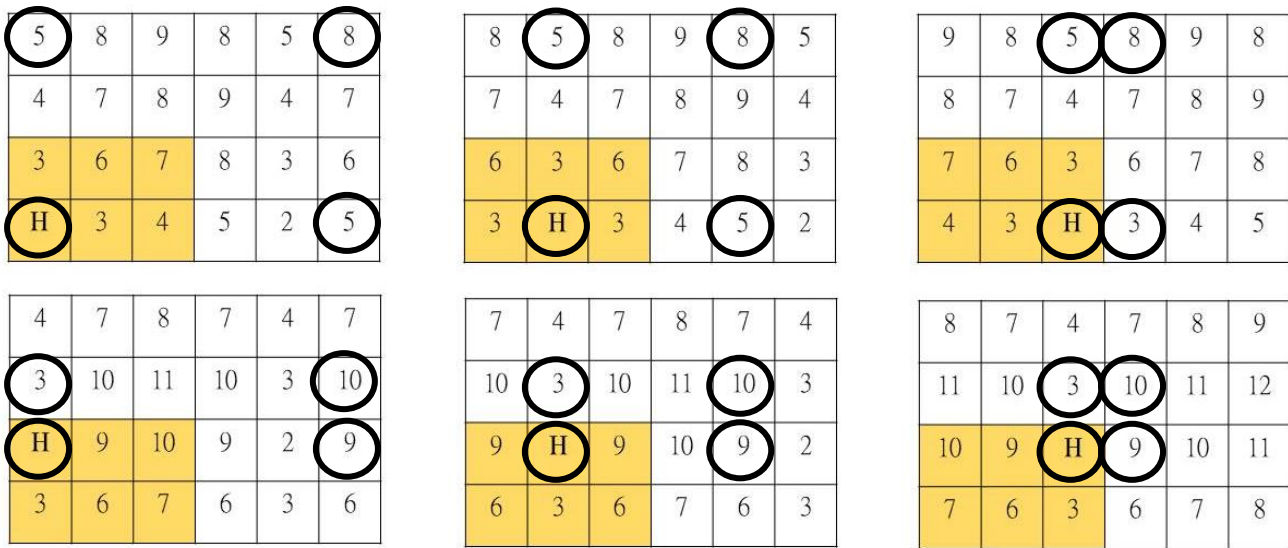 5 8 9 8 5 8
4 7 8 9 4 7
3 6 7 8 3 6
H 3 4 5 2 5
8 5 8 9 8 5
7 4 7 8 9 4
6 3 6 7 8 3
3 H 3 4 5 2
9 8 5 8 9 8
8 7 4 7 8 9
7 6 3 6 7 8
4 3 H 3 4 5
4 7 8 7 4 7
3 10 11 10 3 10
H 9 10 9 2 9
3 6 7 6 3 6
7 4 7 8 7 4
10 3 10 11 10 3
9 H 9 10 9 2
6 3 6 7 6 3
8 7 4 7 8 9
11 10 3 10 11 12
10 9 H 9 10 11
7 6 3 6 7 8